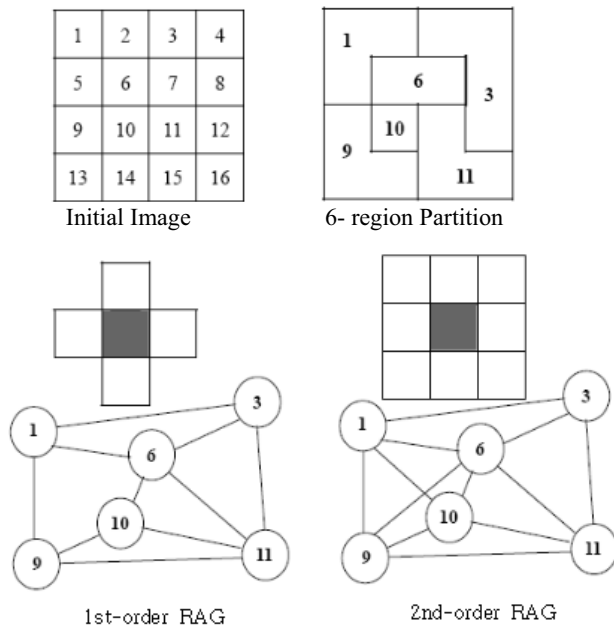 1 2 3 4
5 6 7 8
9 10 11 12
13 14 15 16
Initial Image
1
6
3
10
9
11
6- region Partition
1
3
6
10
9
11
1st-order RAG
1
3
6
10
9
11
2nd-order RAG